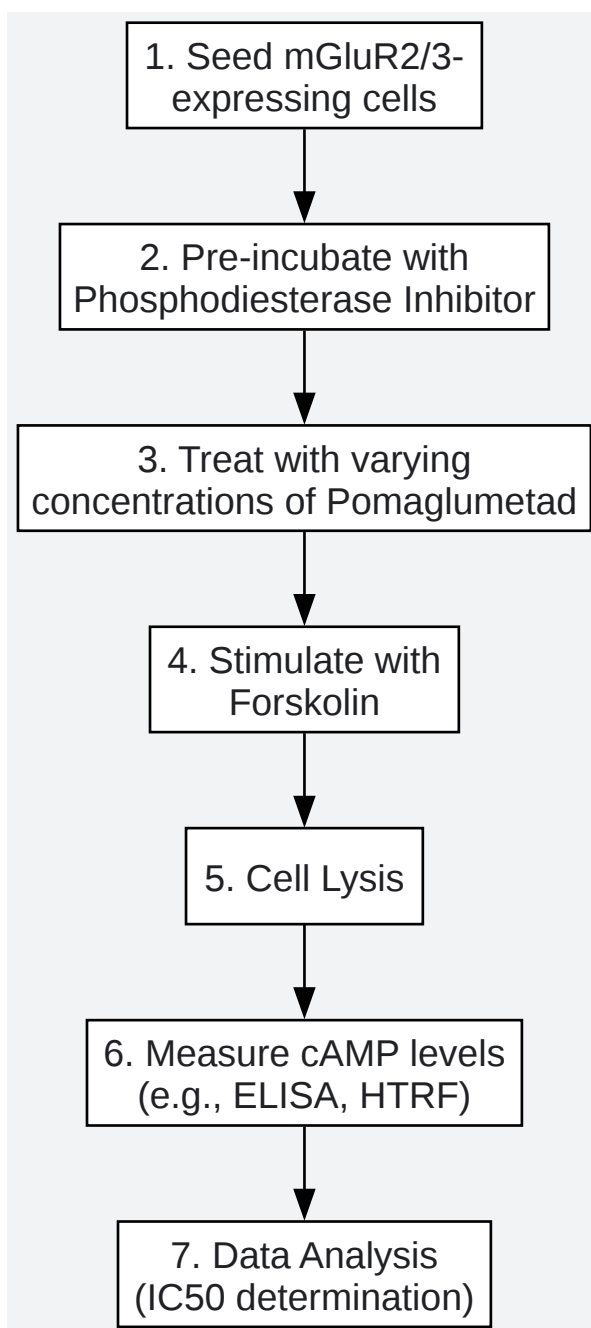 1. Seed mGluR2/3-
expressing cells
2. Pre-incubate with
Phosphodiesterase Inhibitor
3. Treat with varying
concentrations of Pomaglumetad
4. Stimulate with
Forskolin
5. Cell Lysis
6. Measure cAMP levels
(e.g., ELISA, HTRF)
7. Data Analysis
(IC50 determination)